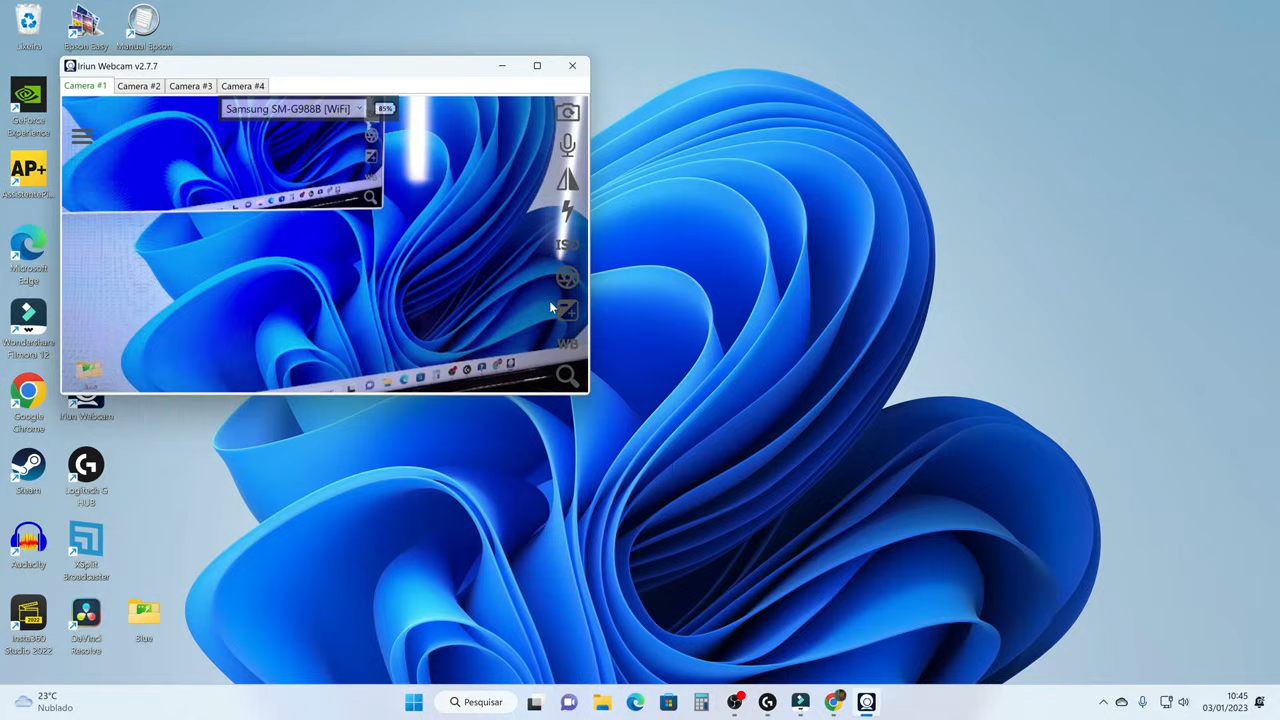 Lixeira
Epson Easy
Manual Epson
GeForce
Experience
AP+
AssistentePi...
Microsoft
Edge
Wondershare
Filmora 12
Google
Chrome
Iriun Webcam
Steam
Logitech G
HUB
Audacity
XSplit
Broadcaster
2022
Insta360
Studio 2022
DaVinci
Resolve
Blue
Iriun Webcam v2.7.7
Camera #1
Camera #2
Camera #3
Camera #4
Samsung SM-G988B [WiFi]
85%
ISO
WB
23°C
Nublado
Pesquisar
10:45
03/01/2023